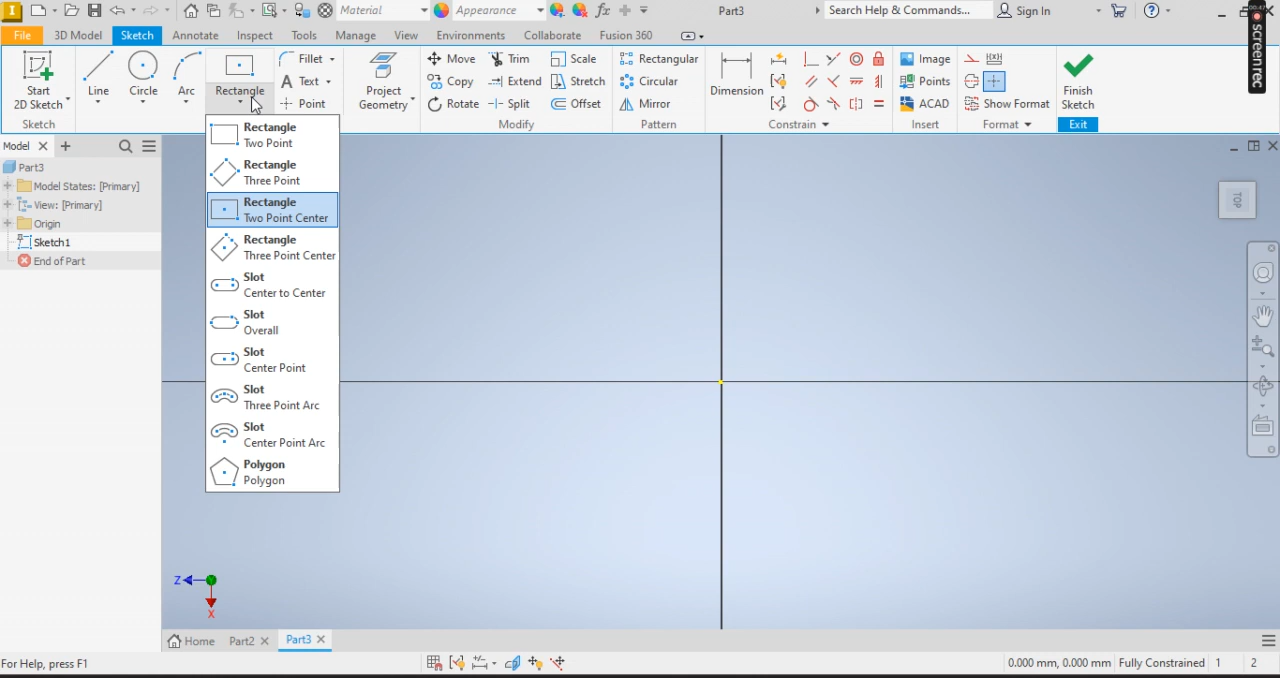 I Material Appearance fx Part3 Search Help & Commands... Sign In
File 3D Model Sketch Annotate Inspect Tools Manage View Environments Collaborate Fusion 360
Start 2D Sketch
Line
Circle
Arc
Rectangle
Fillet
Text
Point
Project Geometry
Move Trim Scale
Copy Extend Stretch
Rotate Split Offset
Rectangular
Circular
Mirror
Dimension
Image
Points
ACAD
Show Format
Finish Sketch
Sketch Modify Pattern Constrain Insert Format Exit
screenrec
Model
Part3
Model States: [Primary]
View: [Primary]
Origin
Sketch1
End of Part
Rectangle
Two Point
Rectangle
Three Point
Rectangle
Two Point Center
Rectangle
Three Point Center
Slot
Center to Center
Slot
Overall
Slot
Center Point
Slot
Three Point Arc
Slot
Center Point Arc
Polygon
Polygon
TOP
Z
X
Home Part2 Part3
For Help, press F1
0.000 mm, 0.000 mm Fully Constrained 1 2